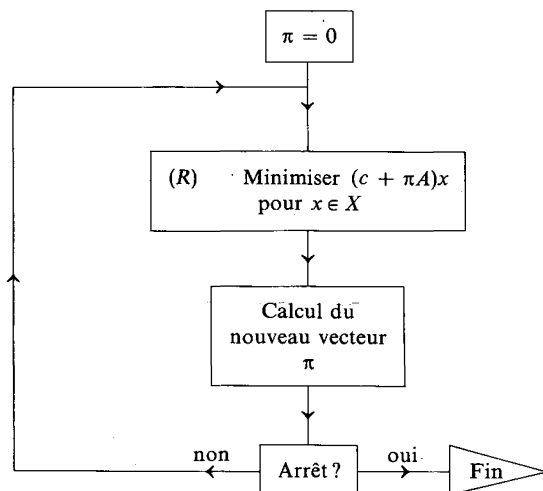 π = 0
(R) Minimiser (c + πA)x
pour x ∈ X
Calcul du
nouveau vecteur
π
non
Arrêt ?
oui
Fin